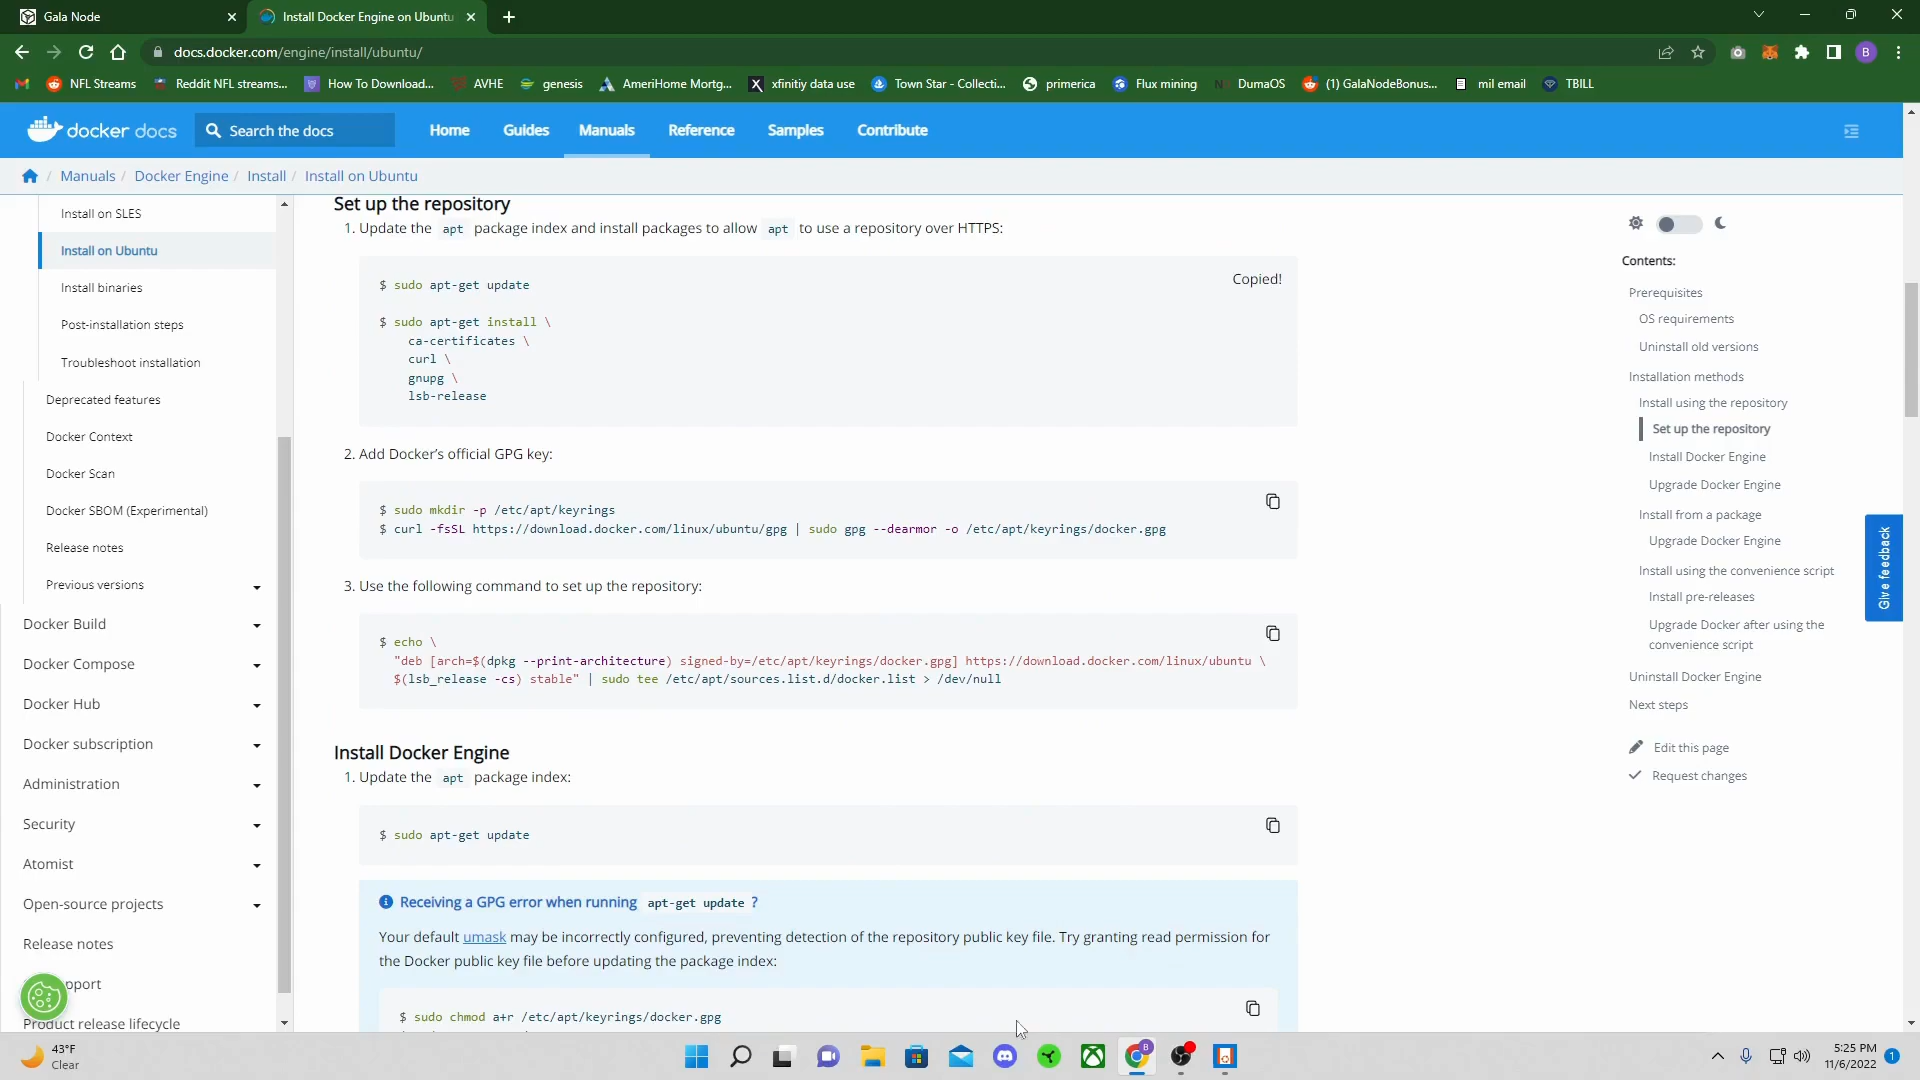 Gala Node
Install Docker Engine on Ubuntu
docs.docker.com/engine/install/ubuntu/
B
NFL Streams
Reddit NFL streams...
How To Download...
AVHE
genesis
AmeriHome Mortg...
xfinitiy data use
Town Star - Collecti...
primerica
Flux mining
DumaOS
(1) GalaNodeBonus...
mil email
TBILL
docker docs
Search the docs
Home
Guides
Manuals
Reference
Samples
Contribute
/ Manuals / Docker Engine / Install / Install on Ubuntu
Install on SLES
Install on Ubuntu
Install binaries
Post-installation steps
Troubleshoot installation
Deprecated features
Docker Context
Docker Scan
Docker SBOM (Experimental)
Release notes
Previous versions
Docker Build
Docker Compose
Docker Hub
Docker subscription
Administration
Security
Atomist
Open-source projects
Release notes
pport
Product release lifecycle
Set up the repository
1. Update the apt package index and install packages to allow apt to use a repository over HTTPS:
Copied!
$ sudo apt-get update
$ sudo apt-get install \
ca-certificates \
curl \
gnupg \
lsb-release
2. Add Docker’s official GPG key:
$ sudo mkdir -p /etc/apt/keyrings
$ curl -fsSL https://download.docker.com/linux/ubuntu/gpg | sudo gpg --dearmor -o /etc/apt/keyrings/docker.gpg
3. Use the following command to set up the repository:
$ echo \
"deb [arch=$(dpkg --print-architecture) signed-by=/etc/apt/keyrings/docker.gpg] https://download.docker.com/linux/ubuntu \
$(lsb_release -cs) stable" | sudo tee /etc/apt/sources.list.d/docker.list > /dev/null
Install Docker Engine
1. Update the apt package index:
$ sudo apt-get update
Receiving a GPG error when running apt-get update ?
Your default umask may be incorrectly configured, preventing detection of the repository public key file. Try granting read permission for
the Docker public key file before updating the package index:
$ sudo chmod a+r /etc/apt/keyrings/docker.gpg
Contents:
Prerequisites
OS requirements
Uninstall old versions
Installation methods
Install using the repository
Set up the repository
Install Docker Engine
Upgrade Docker Engine
Install from a package
Upgrade Docker Engine
Install using the convenience script
Install pre-releases
Upgrade Docker after using the
convenience script
Uninstall Docker Engine
Next steps
Edit this page
Request changes
Give feedback
43°F
Clear
B
5:25 PM
11/6/2022
1